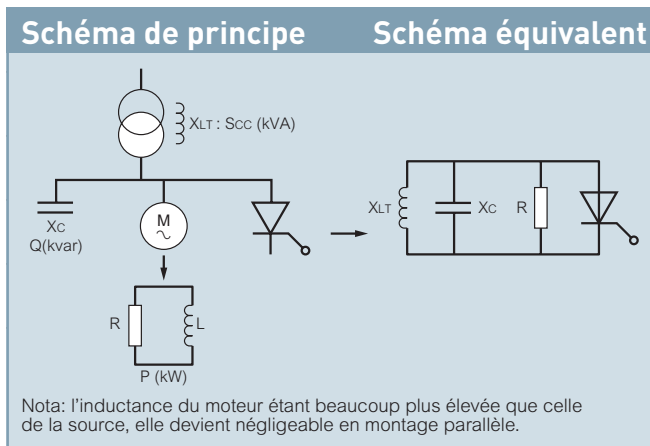 Schéma de principe Schéma équivalent
XLT : SCC (kVA)
XC
Q(kvar)
M
~
XLT
XC
R
R
L
P (kW)
Nota: l'inductance du moteur étant beaucoup plus élevée que celle
de la source, elle devient négligeable en montage parallèle.